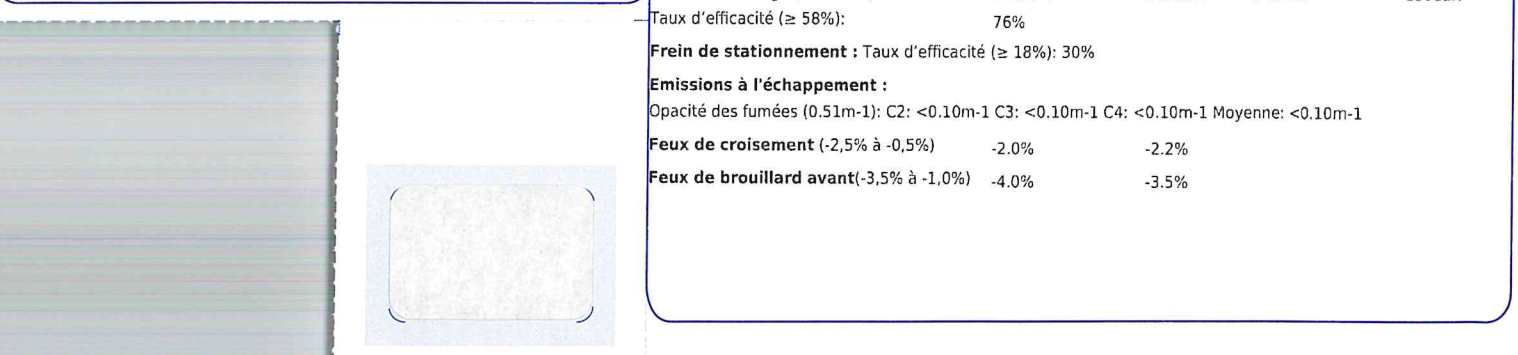 Taux d'efficacité (≥ 58%): 76%
Frein de stationnement : Taux d'efficacité (≥ 18%): 30%
Emissions à l'échappement :
Opacité des fumées (0.51m-1): C2: <0.10m-1 C3: <0.10m-1 C4: <0.10m-1 Moyenne: <0.10m-1
Feux de croisement (-2,5% à -0,5%) -2.0% -2.2%
Feux de brouillard avant(-3,5% à -1,0%) -4.0% -3.5%